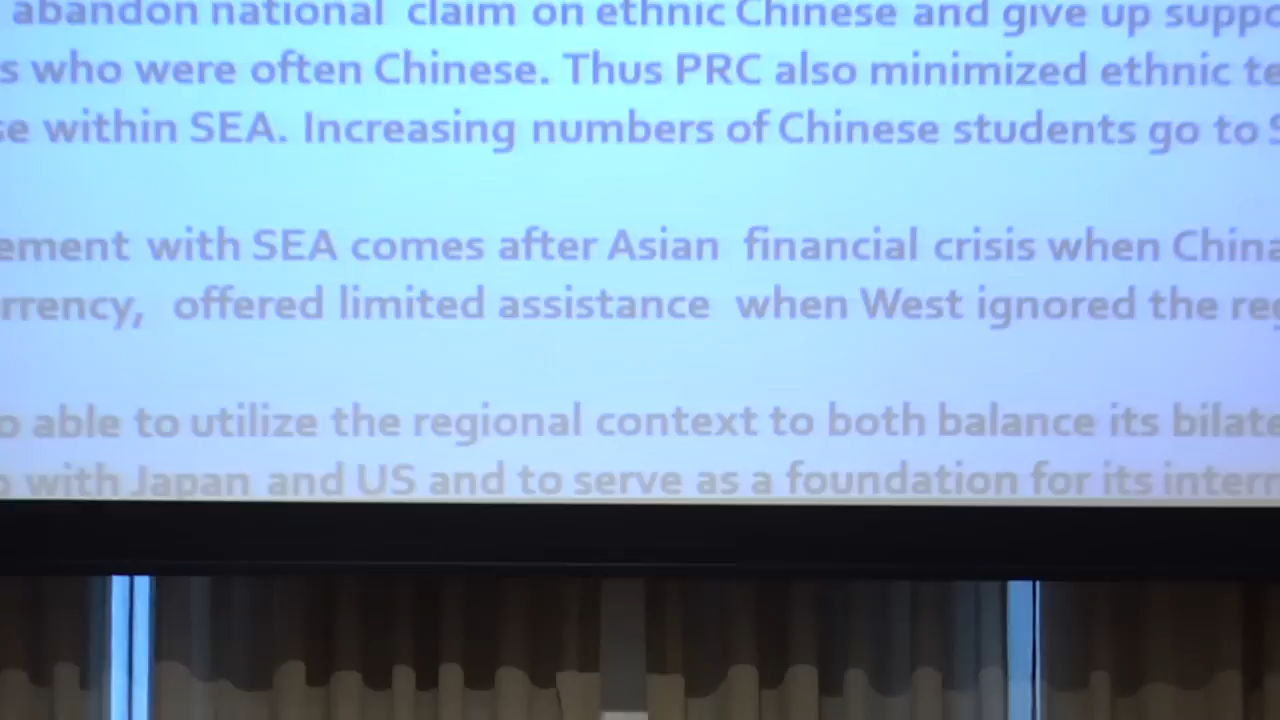 abandon national claim on ethnic Chinese and give up suppo
s who were often Chinese. Thus PRC also minimized ethnic te
se within SEA. Increasing numbers of Chinese students go to S
ement with SEA comes after Asian financial crisis when China
rrency, offered limited assistance when West ignored the reg
o able to utilize the regional context to both balance its bilate
p with Japan and US and to serve as a foundation for its intern